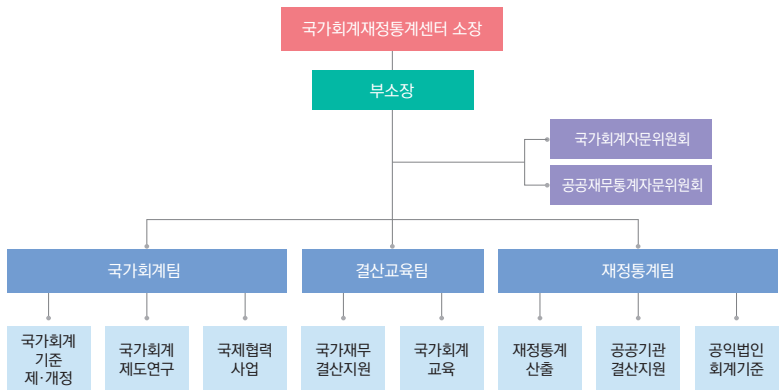 국가회계재정통계센터 소장
부소장
국가회계자문위원회
공공재무통계자문위원회
국가회계팀
결산교육팀
재정통계팀
국가회계
기준
제·개정
국가회계
제도연구
국제협력
사업
국가재무
결산지원
국가회계
교육
재정통계
산출
공공기관
결산지원
공익법인
회계기준